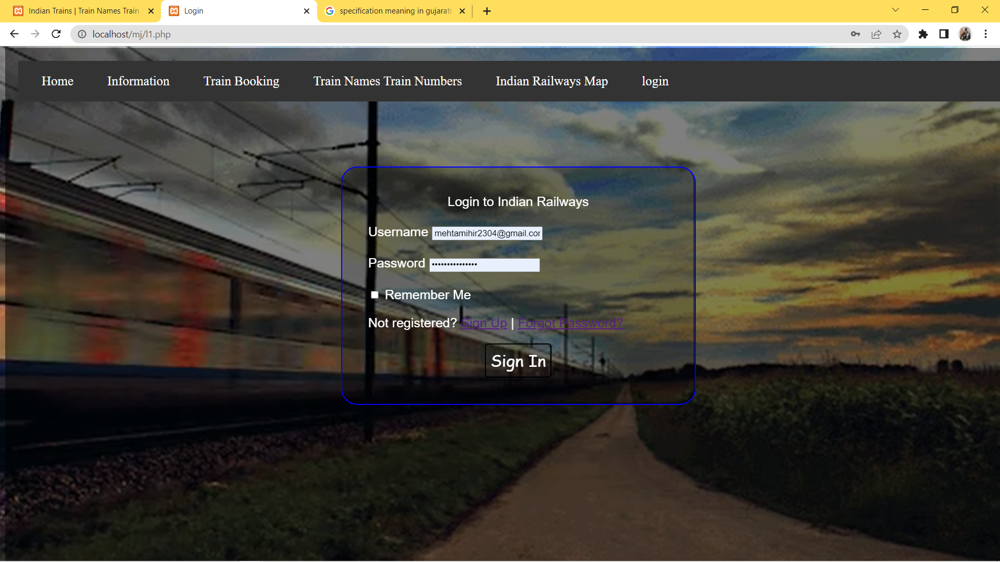 Indian Trains | Train Names Train
Login
specification meaning in gujarati
localhost/mj/l1.php
Home Information Train Booking Train Names Train Numbers Indian Railways Map login
Login to Indian Railways
Username mehtamihir2304@gmail.cor
Password •••••••••••••••
Remember Me
Not registered? Sign Up | Forgot Password?
Sign In